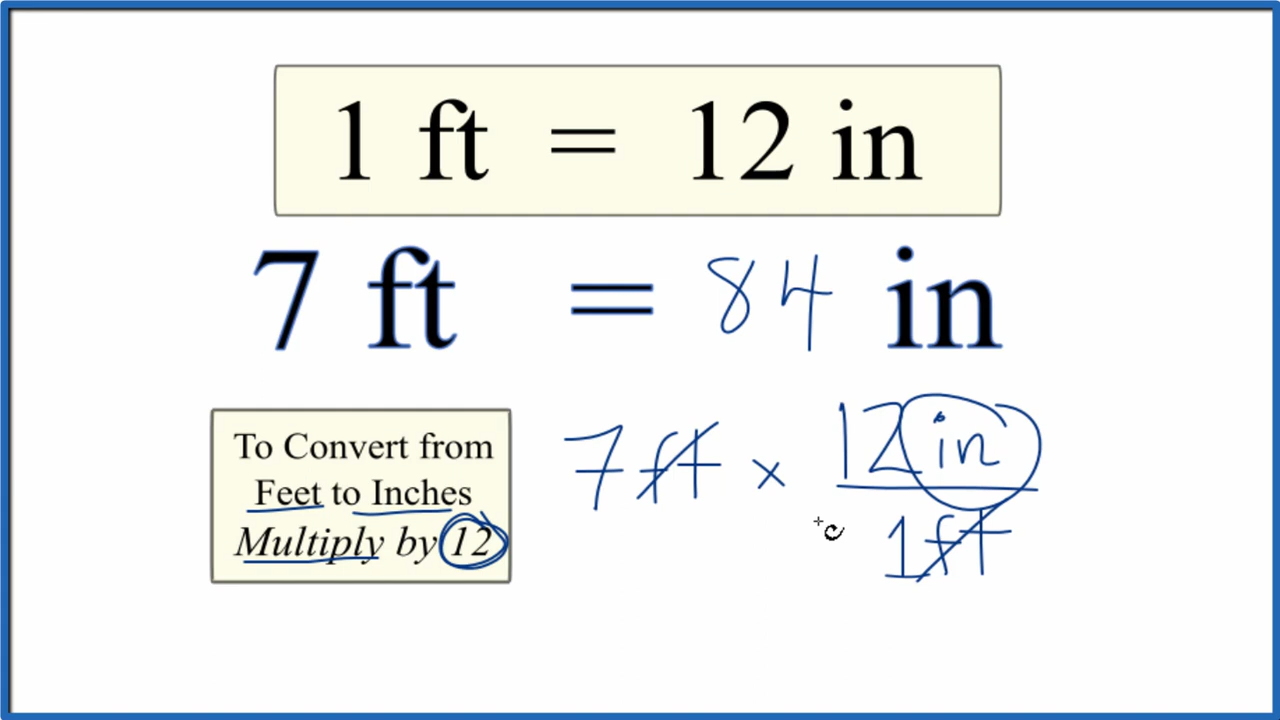 1 ft = 12 in
7 ft = 84 in
To Convert from
Feet to Inches
Multiply by 12
7 ft × 12 in
1 ft